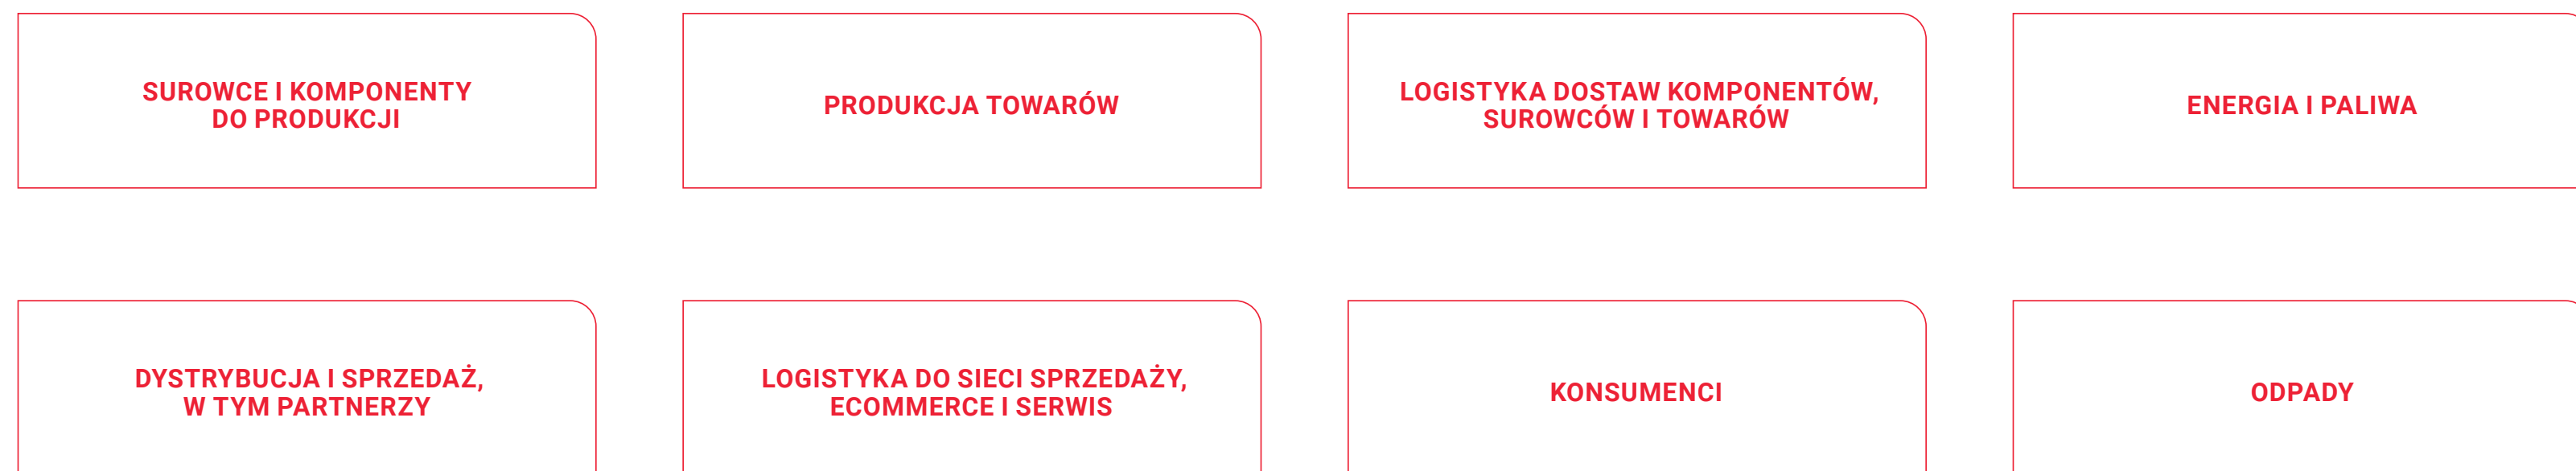 SUROWCE I KOMPONENTY
DO PRODUKCJI
PRODUKCJA TOWARÓW
LOGISTYKA DOSTAW KOMPONENTÓW,
SUROWCÓW I TOWARÓW
ENERGIA I PALIWA
DYSTRYBUCJA I SPRZEDAŻ,
W TYM PARTNERZY
LOGISTYKA DO SIECI SPRZEDAŻY,
ECOMMERCE I SERWIS
KONSUMENCI
ODPADY